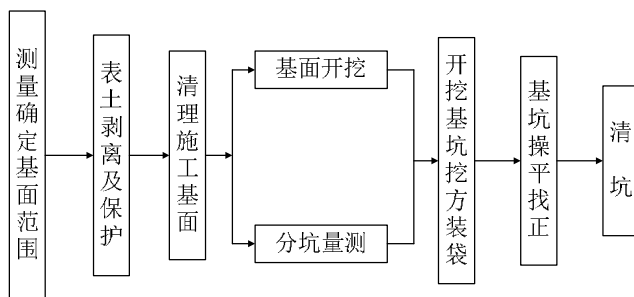 测量确定基面范围
表土剥离及保护
清理施工基面
基面开挖
分坑量测
开挖基坑挖方装袋
基坑操平找正
清坑